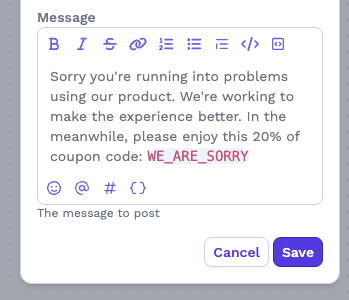 Message
Sorry you're running into problems
using our product. We're working to
make the experience better. In the
meanwhile, please enjoy this 20% of
coupon code: WE_ARE_SORRY
The message to post
Cancel Save